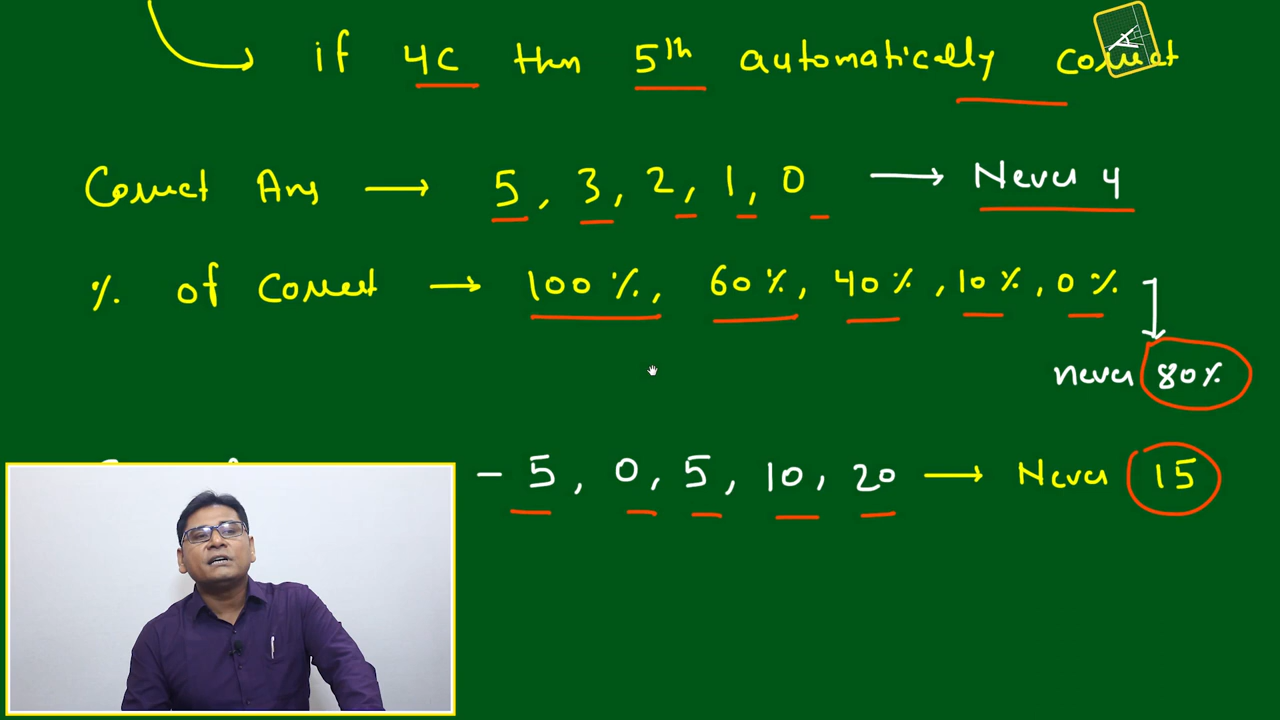 if 4C then 5th automatically correct
Correct Ans → 5, 3, 2, 1, 0 → Never 4
% of Correct → 100%, 60%, 40%, 10%, 0%
never 80%
- 5, 0, 5, 10, 20 → Never 15